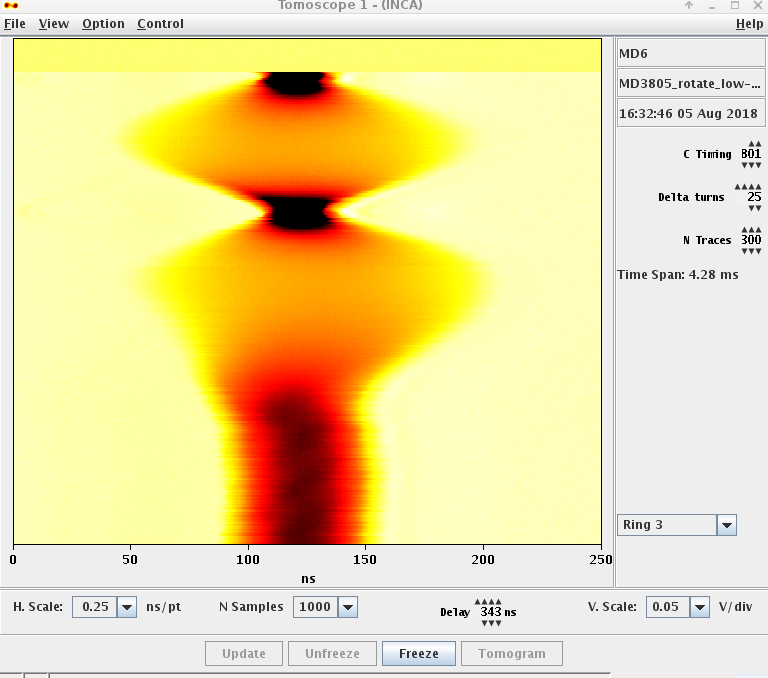 Tomoscope 1 - (INCA)
File View Option Control Help
MD6
MD3805_rotate_low-...
16:32:46 05 Aug 2018
C Timing 801
Delta turns 25
N Traces 300
Time Span: 4.28 ms
Ring 3
0 50 100 150 200 250
ns
H. Scale: 0.25 ns/pt N Samples 1000 Delay 343 ns V. Scale: 0.05 V/div
Update Unfreeze Freeze Tomogram